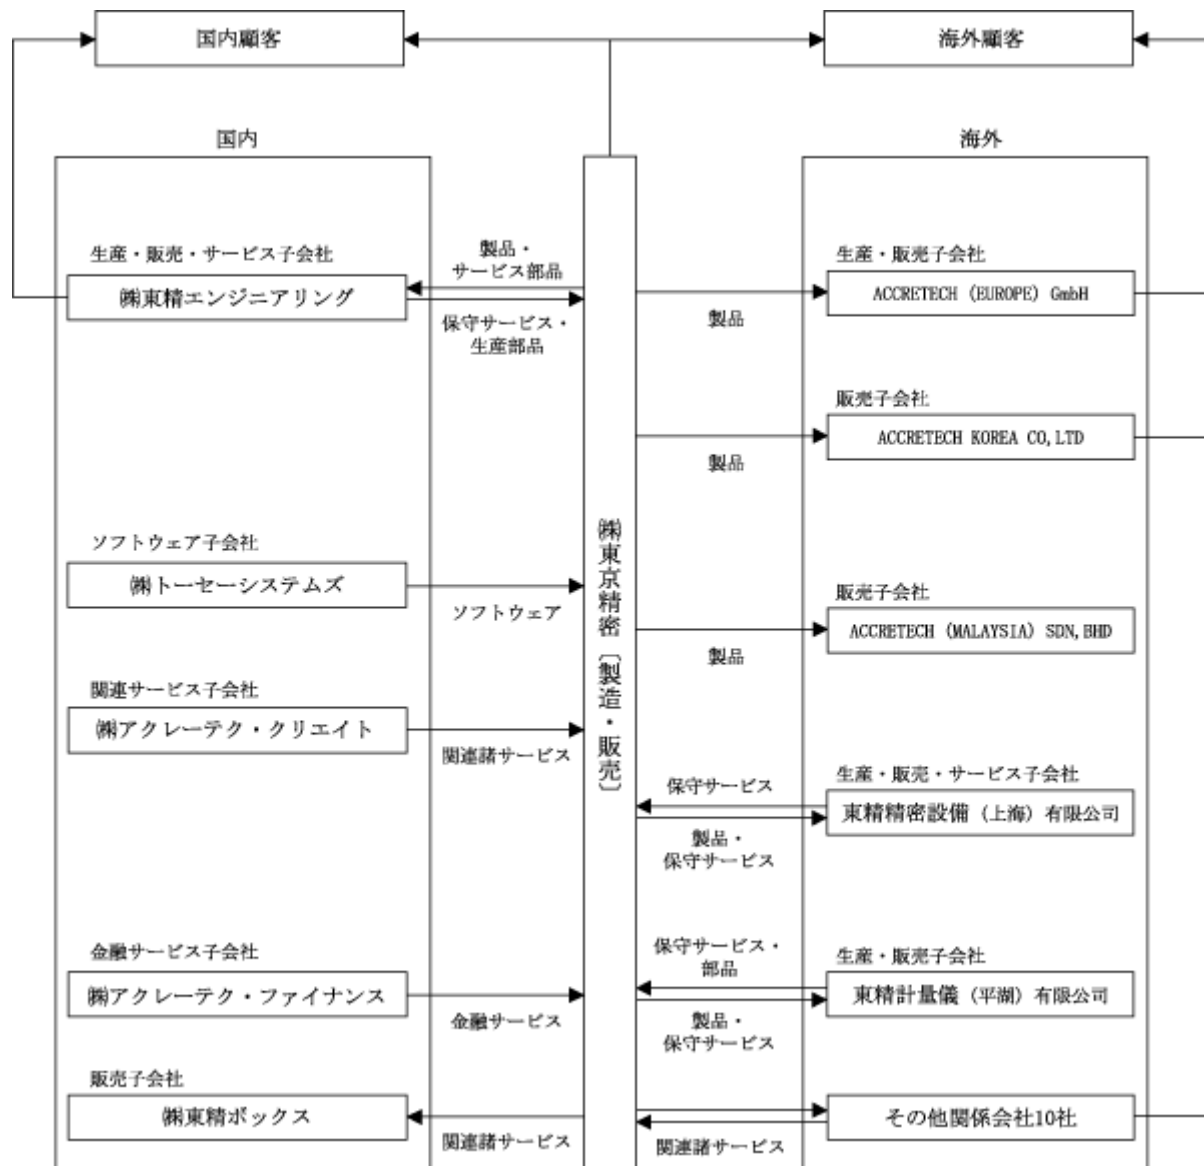 国内顧客
海外顧客
国内
海外
生産・販売・サービス子会社
㈱東精エンジニアリング
製品・
サービス部品
保守サービス・
生産部品
ソフトウェア子会社
㈱トーセーシステムズ
ソフトウェア
関連サービス子会社
㈱アクレーテク・クリエイト
関連諸サービス
金融サービス子会社
㈱アクレーテク・ファイナンス
金融サービス
販売子会社
㈱東精ボックス
関連諸サービス
㈱東京精密〔製造・販売〕
生産・販売子会社
ACCRETECH (EUROPE) GmbH
製品
販売子会社
ACCRETECH KOREA CO,LTD
製品
販売子会社
ACCRETECH (MALAYSIA) SDN,BHD
製品
生産・販売・サービス子会社
東精精密設備(上海)有限公司
保守サービス
製品・
保守サービス
生産・販売子会社
東精計量儀(平湖)有限公司
保守サービス・
部品
製品・
保守サービス
その他関係会社10社
関連諸サービス